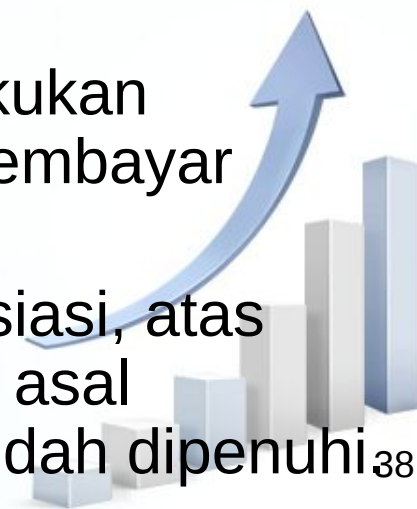 kukan
embayar
siasi, atas
asal
dah dipenuhi.38